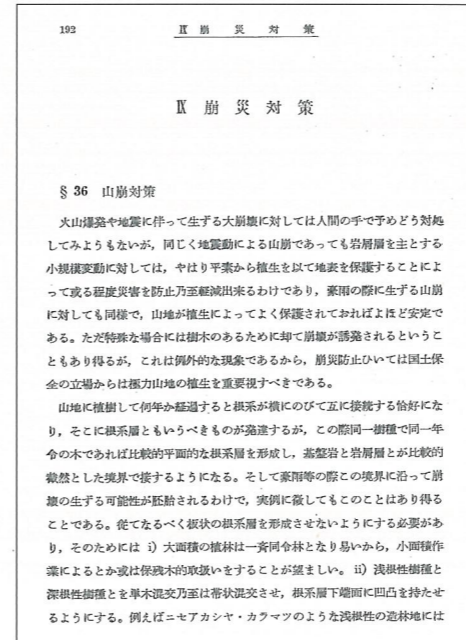 192
Ⅸ 崩災対策
Ⅸ 崩災対策
§ 36 山崩対策
火山爆発や地震に伴って生ずる大崩壊に対しては人間の手で予めどう対処
してみようもないが，同じく地震動による山崩であっても岩屑層を主とする
小規模変動に対しては，やはり平素から植生を以て地表を保護することによ
って或る程度災害を防止乃至軽減出来るわけであり，豪雨の際に生ずる山崩
に対しても同様で，山地が植生によってよく保護されておればよほど安定で
ある。ただ特殊な場合には樹木のあるために却て崩壊が誘発されるというこ
ともあり得るが，これは例外的な現象であるから，崩災防止ひいては国土保
全の立場からは極力山地の植生を重要視すべきである。
山地に植樹して何年か経過すると根系が横にのびて互に接続する恰好にな
り，そこに根系層ともいうべきものが発達するが，この際同一樹種で同一年
令の木であれば比較的平面的な根系層を形成し，基盤岩と岩屑層とが比較的
截然とした境界で接するようになる。そして豪雨等の際この境界に沿って崩
壊の生ずる可能性が胚胎されるわけで，実例に徴してもこのことはあり得る
ことである。従てなるべく板状の根系層を形成させないようにする必要があ
り，そのためには i) 大面積の植林は一斉同令林となり易いから，小面積作
業によるとか或は保残木的取扱いをすることが望ましい。ii) 浅根性樹種と
深根性樹種とを単木混交乃至は帯状混交させ，根系層下端面に凹凸を持たせ
るようにする。例えばニセアカシヤ・カラマツのような浅根性の造林地には